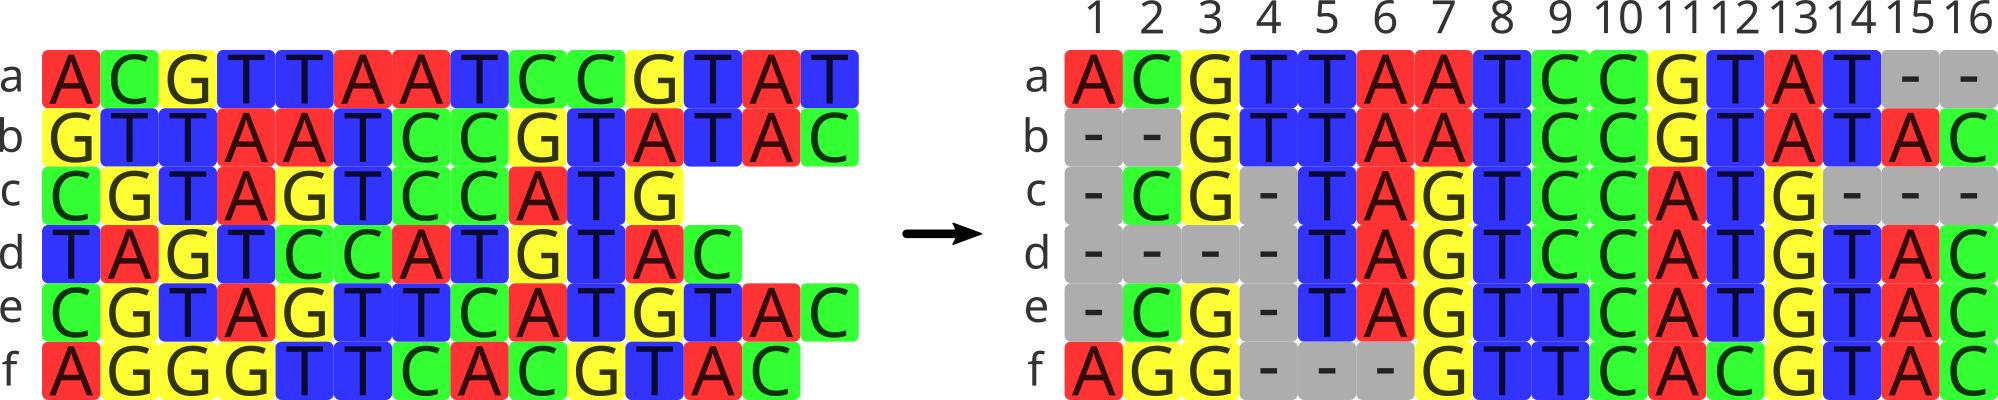 1 2 3 4 5 6 7 8 9 10 11 12 13 14 15 16
a A C G T T A A T C C G T A T
a A C G T T A A T C C G T A T - -
b G T T A A T C C G T A T A C
b - - G T T A A T C C G T A T A C
c C G T A G T C C A T G
c - C G - T A G T C C A T G - - -
d T A G T C C A T G T A C
d - - - - T A G T C C A T G T A C
e C G T A G T T C A T G T A C
e - C G - T A G T T C A T G T A C
f A G G G T T C A C G T A C
f A G G - - - G T T C A C G T A C